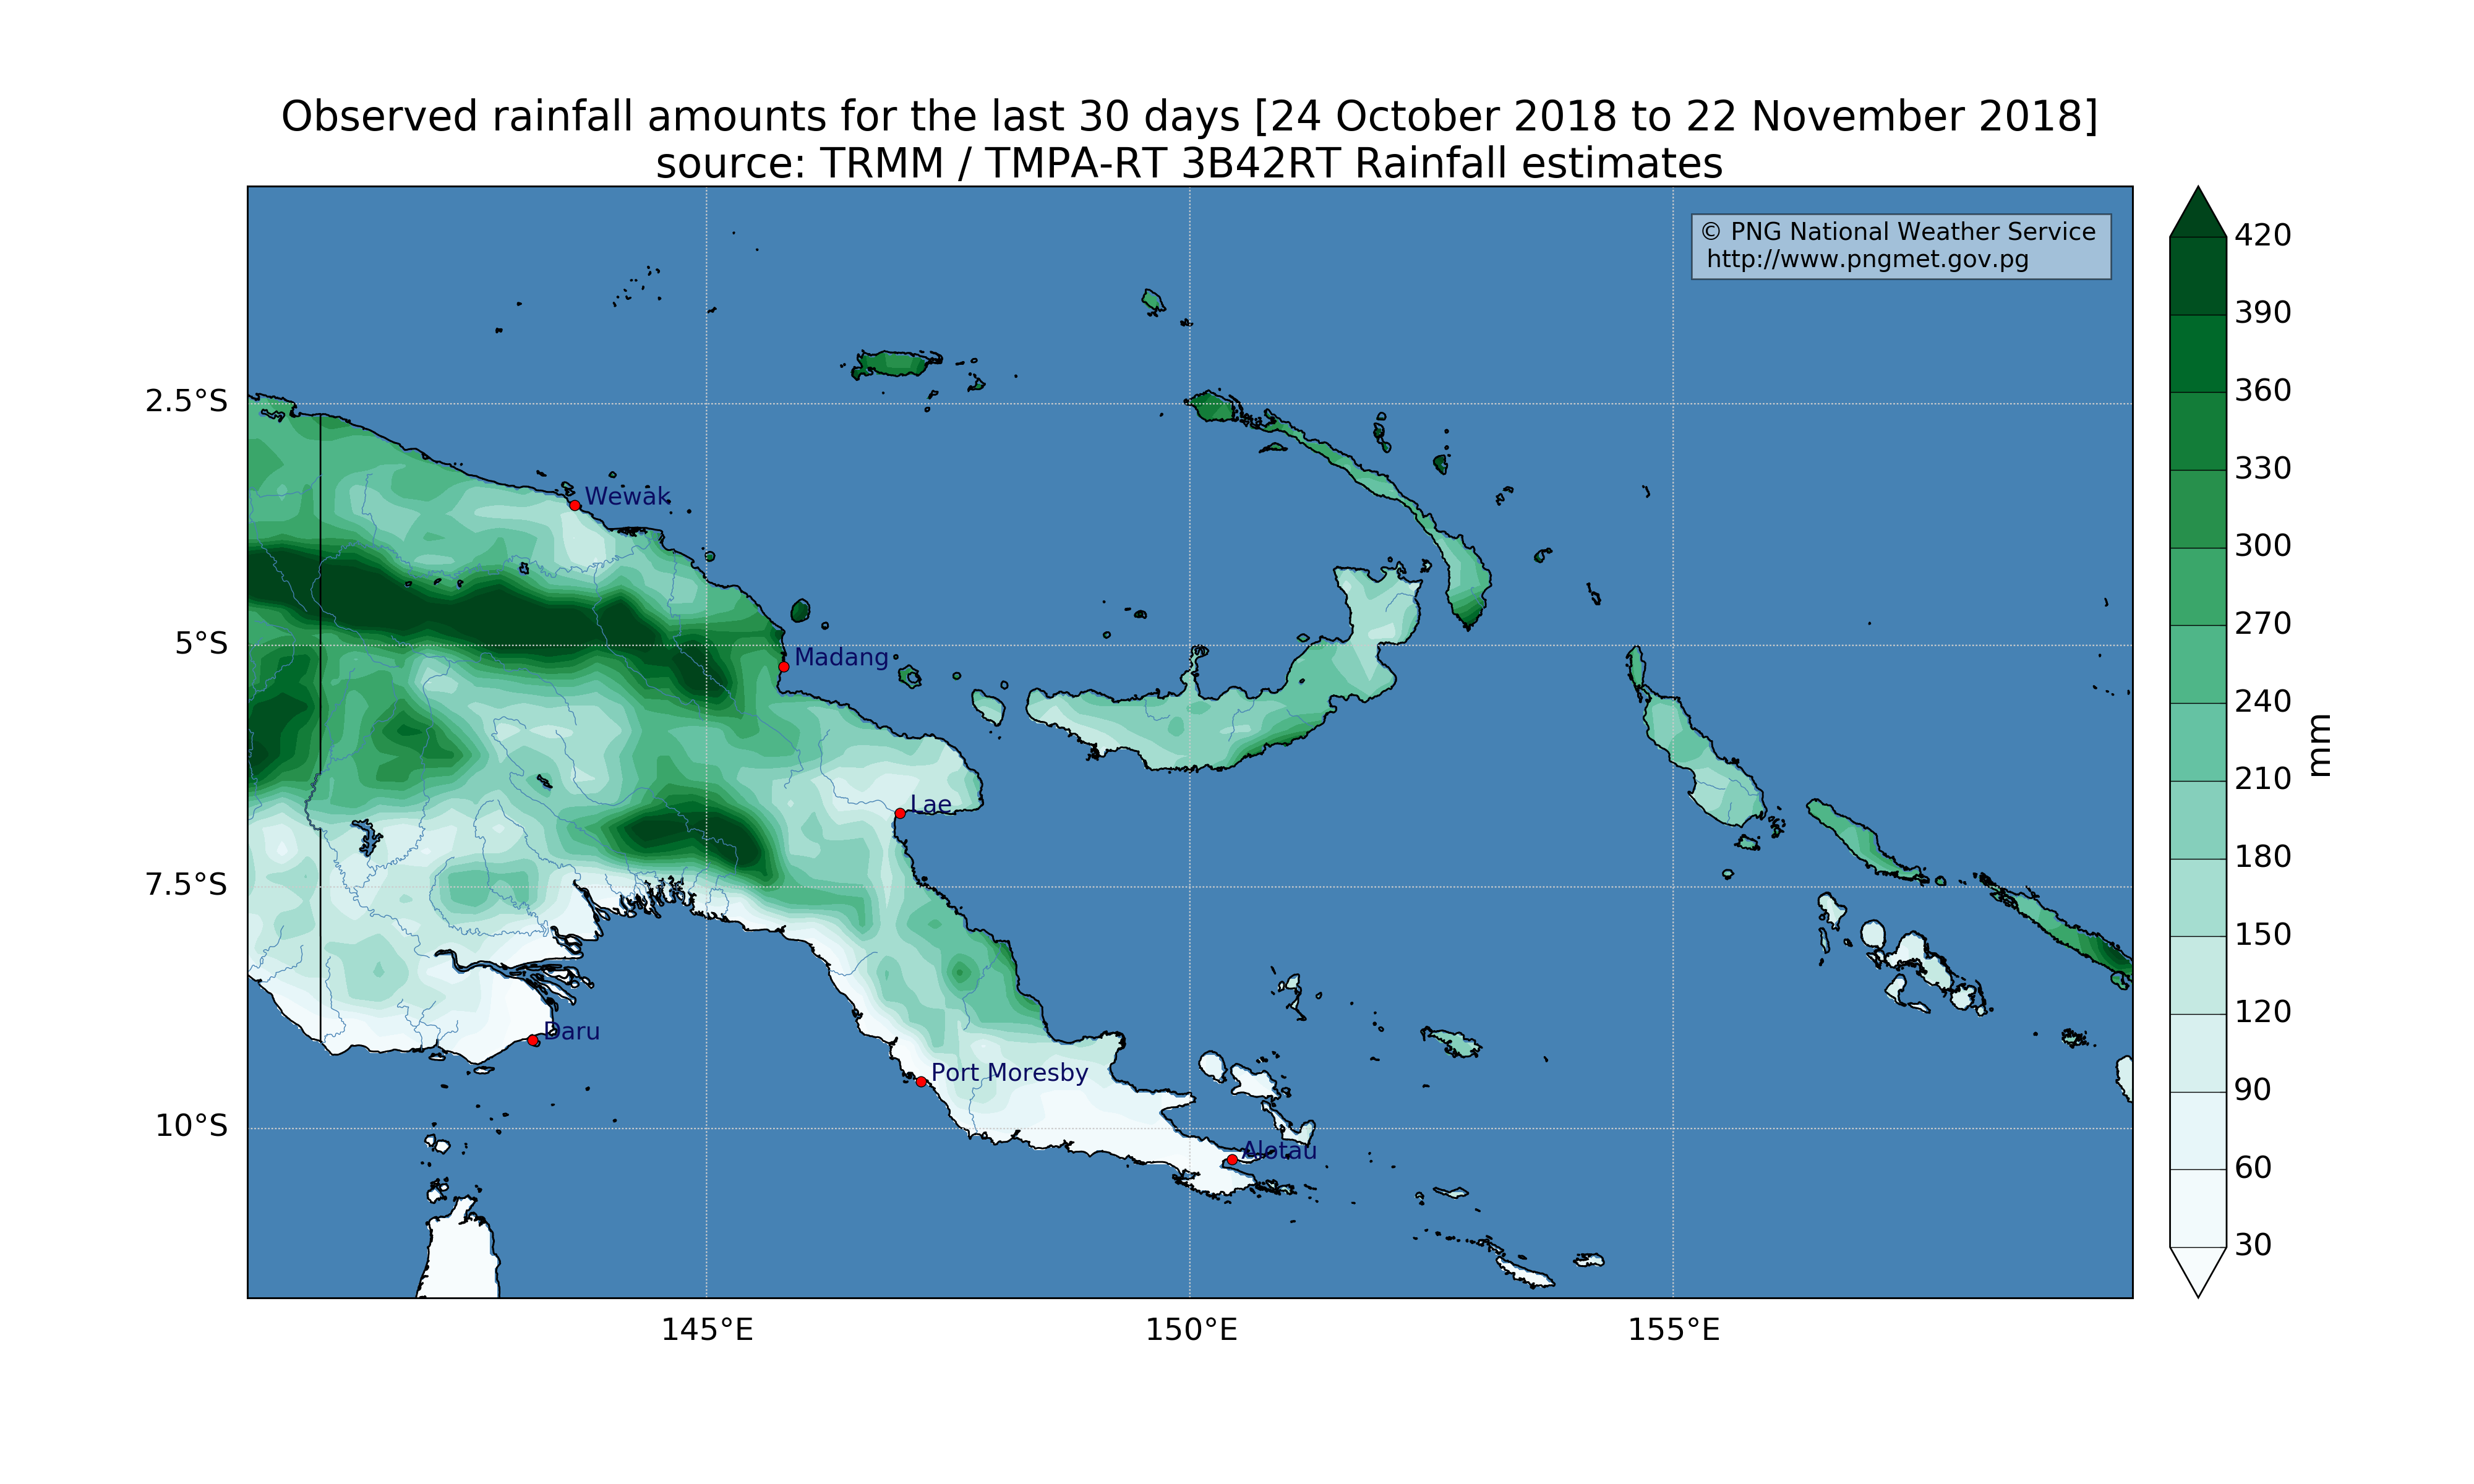 Observed rainfall amounts for the last 30 days [24 October 2018 to 22 November 2018]
source: TRMM / TMPA-RT 3B42RT Rainfall estimates
© PNG National Weather Service
http://www.pngmet.gov.pg
420
390
360
330
300
270
240
210
180
150
120
90
60
30
mm
2.5°S
5°S
7.5°S
10°S
Wewak
Madang
Lae
Daru
Port Moresby
Alotau
145°E
150°E
155°E